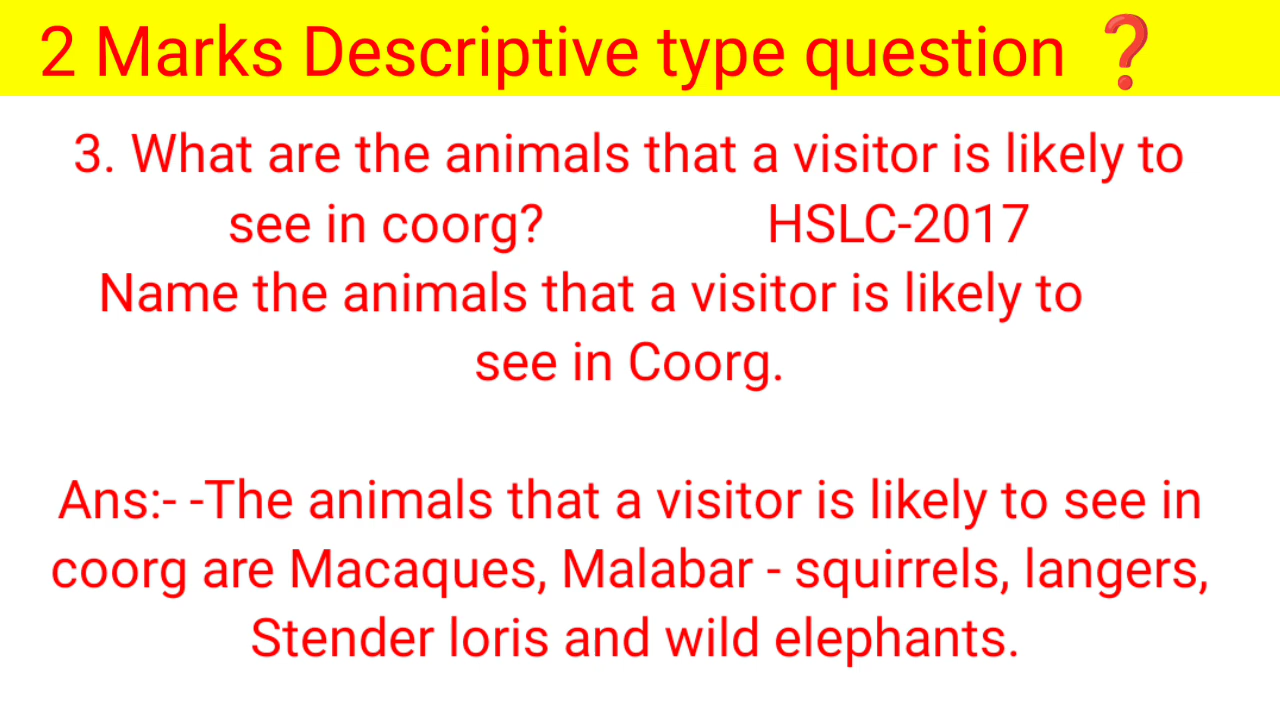 2 Marks Descriptive type question ❓
3. What are the animals that a visitor is likely to
see in coorg? HSLC-2017
Name the animals that a visitor is likely to
see in Coorg.
Ans:- -The animals that a visitor is likely to see in
coorg are Macaques, Malabar - squirrels, langers,
Stender loris and wild elephants.